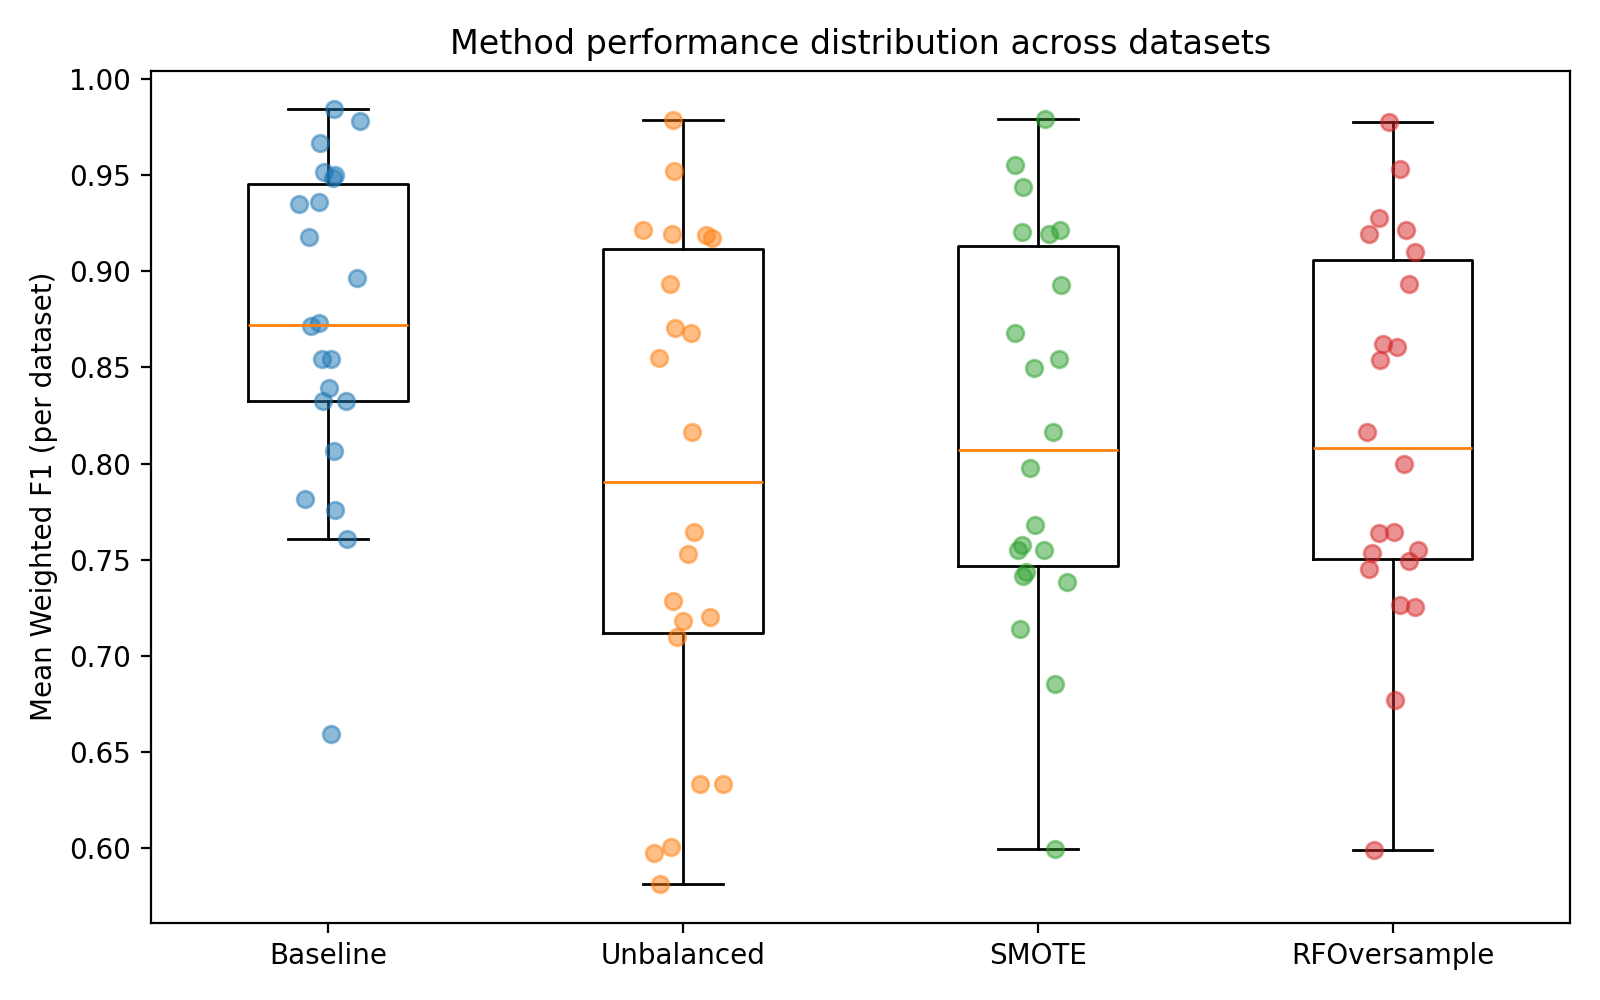 Method performance distribution across datasets
Mean Weighted F1 (per dataset)
1.00
0.95
0.90
0.85
0.80
0.75
0.70
0.65
0.60
Baseline
Unbalanced
SMOTE
RFOversample